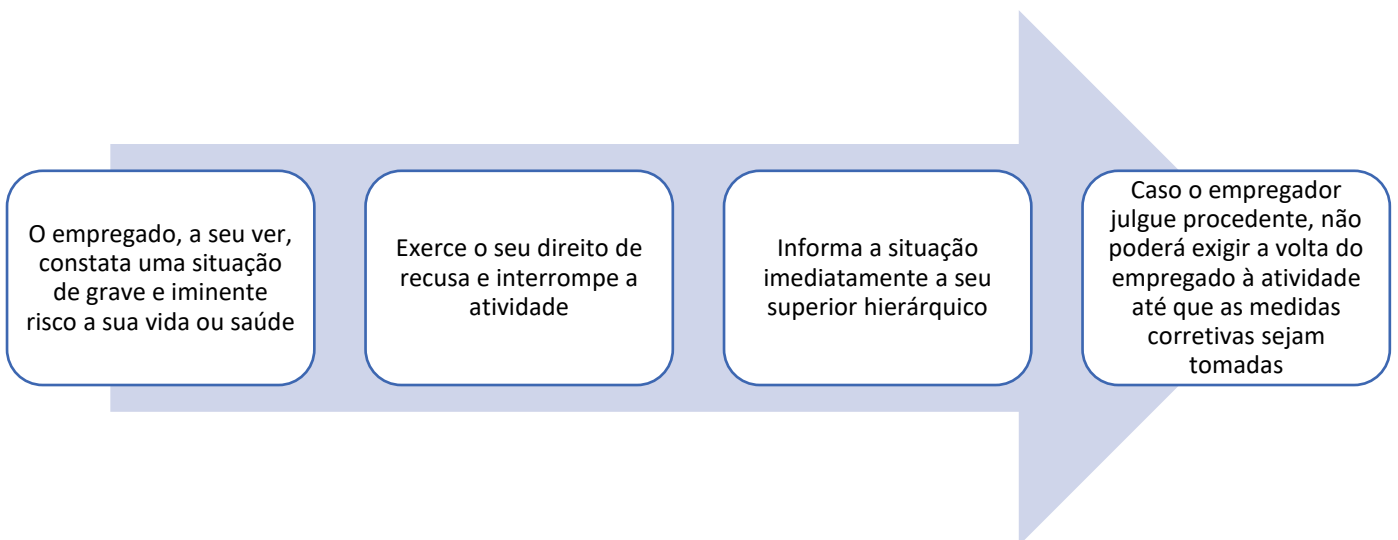 O empregado, a seu ver,
constata uma situação
de grave e iminente
risco a sua vida ou saúde
Exerce o seu direito de
recusa e interrompe a
atividade
Informa a situação
imediatamente a seu
superior hierárquico
Caso o empregador
julgue procedente, não
poderá exigir a volta do
empregado à atividade
até que as medidas
corretivas sejam
tomadas